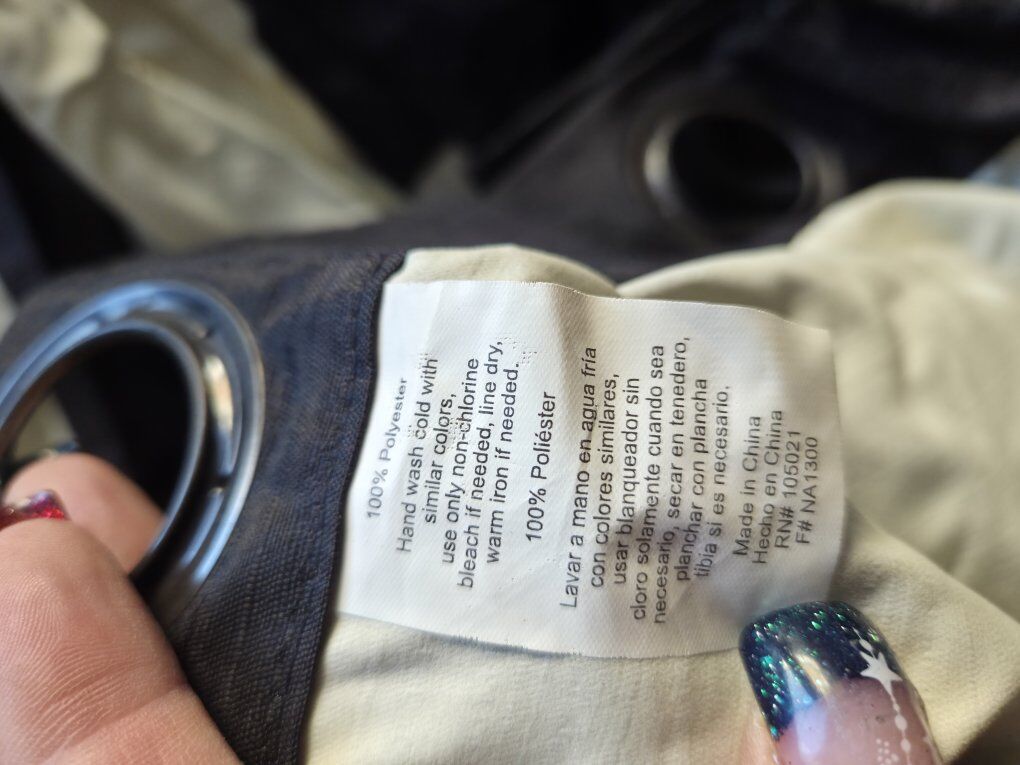 100% Polyester
Hand wash cold with
similar colors,
use only non-chlorine
bleach if needed, line dry,
warm iron if needed.
100% Poliéster
Lavar a mano en agua fría
con colores similares,
usar blanqueador sin
cloro solamente cuando sea
necesario, secar en tenedero,
planchar con plancha
tibia si es necesario.
Made in China
Hecho en China
RN# 105021
F# NA1300